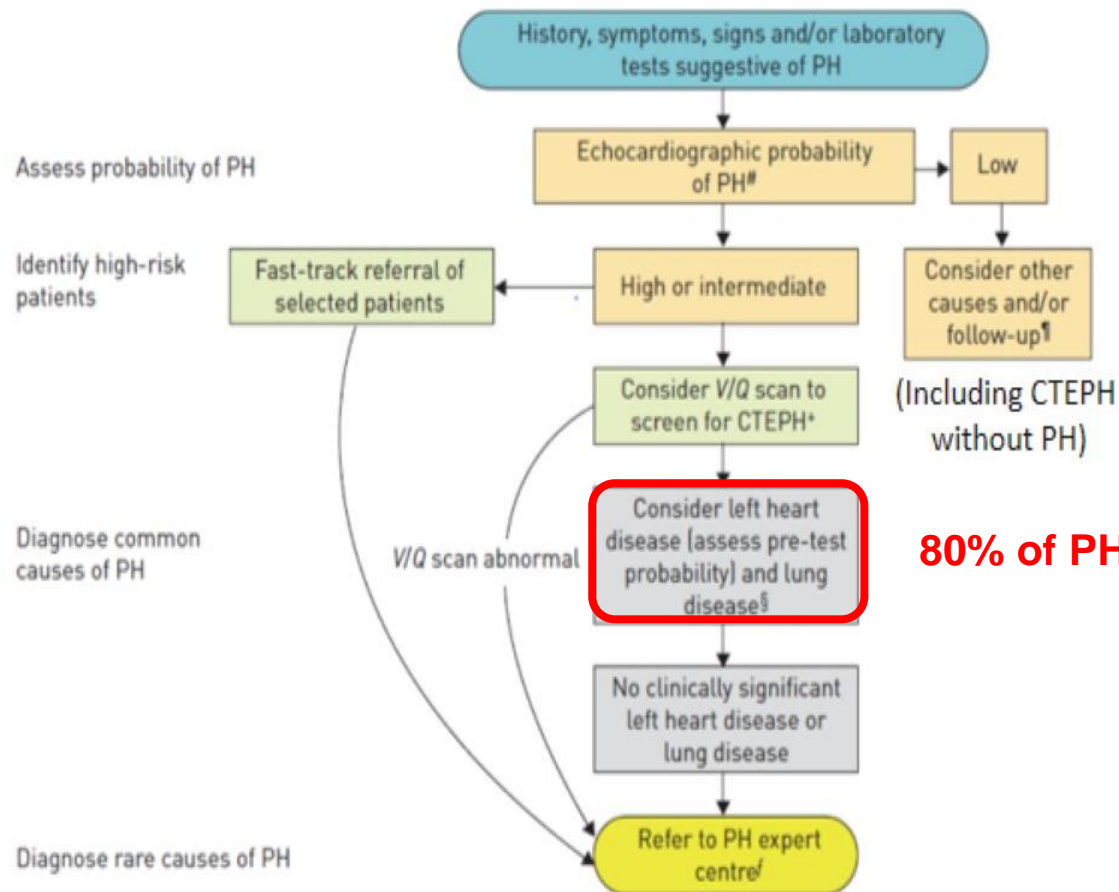 History, symptoms, signs and/or laboratory
tests suggestive of PH
Assess probability of PH
Echocardiographic probability
of PH#
Low
Identify high-risk
patients
Fast-track referral of
selected patients
High or intermediate
Consider other
causes and/or
follow-up¶
(Including CTEPH
without PH)
Consider V/Q scan to
screen for CTEPH+
Diagnose common
causes of PH
V/Q scan abnormal
Consider left heart
disease (assess pre-test
probability) and lung
disease§
80% of PH
No clinically significant
left heart disease or
lung disease
Diagnose rare causes of PH
Refer to PH expert
centreƒ